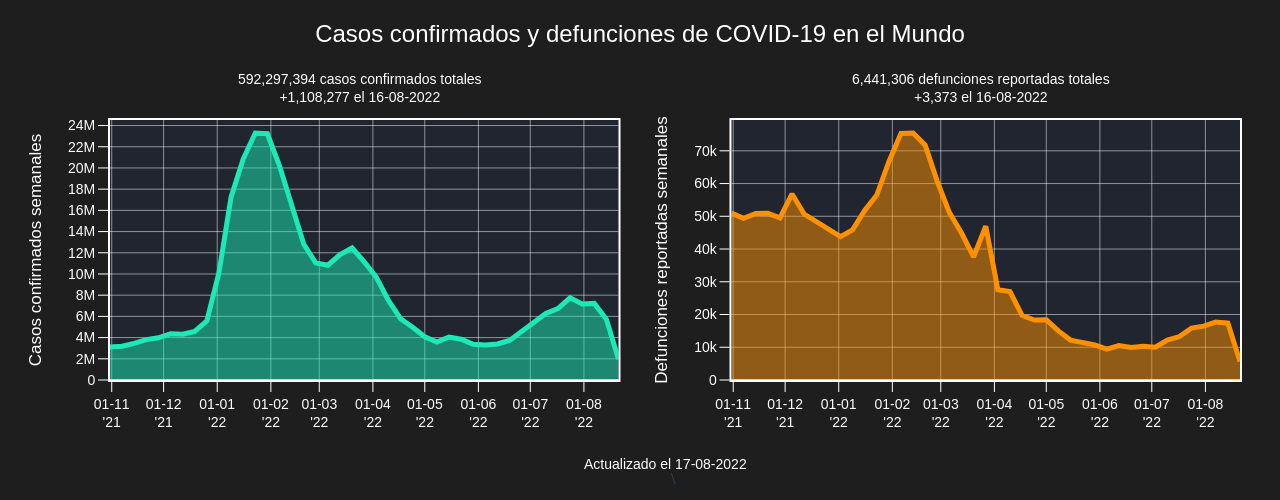 Casos confirmados y defunciones de COVID-19 en el Mundo
592,297,394 casos confirmados totales
+1,108,277 el 16-08-2022
Casos confirmados semanales
24M
22M
20M
18M
16M
14M
12M
10M
8M
6M
4M
2M
0
01-11 01-12 01-01 01-02 01-03 01-04 01-05 01-06 01-07 01-08
'21 '21 '22 '22 '22 '22 '22 '22 '22 '22
6,441,306 defunciones reportadas totales
+3,373 el 16-08-2022
Defunciones reportadas semanales
70k
60k
50k
40k
30k
20k
10k
0
01-11 01-12 01-01 01-02 01-03 01-04 01-05 01-06 01-07 01-08
'21 '21 '22 '22 '22 '22 '22 '22 '22 '22
Actualizado el 17-08-2022